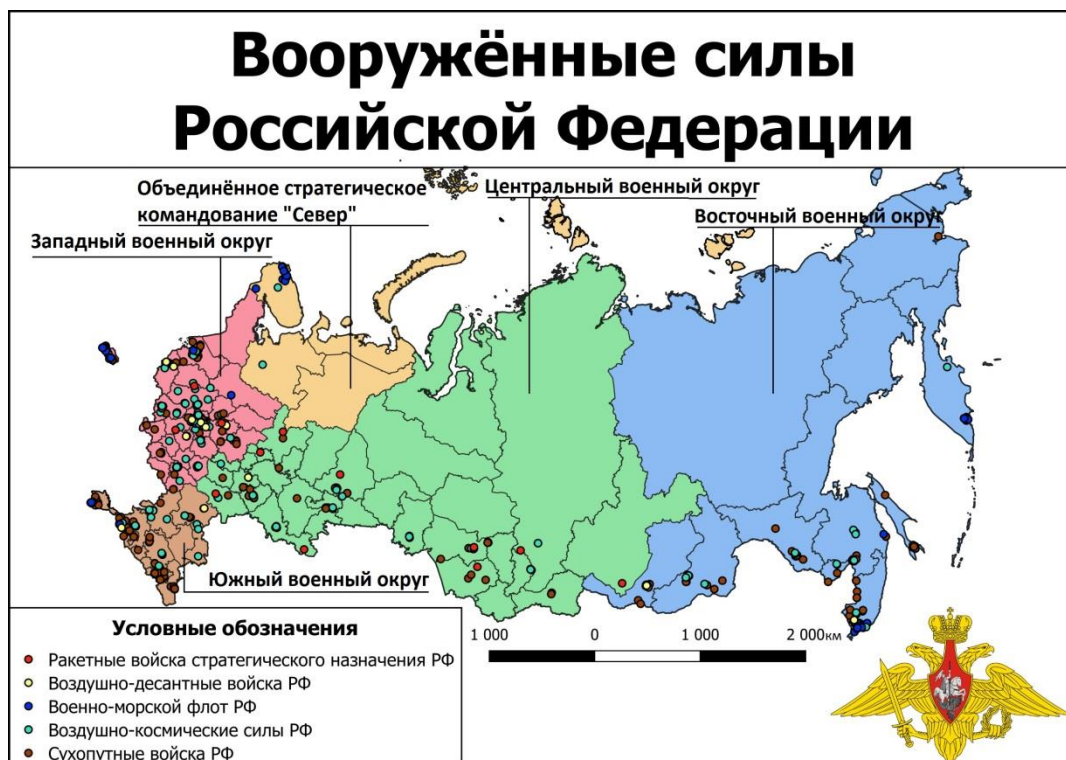 Вооружённые силы
Российской Федерации
Объединённое стратегическое
командование "Север"
Центральный военный округ
Восточный военный округ
Западный военный округ
Южный военный округ
Условные обозначения
Ракетные войска стратегического назначения РФ
Воздушно-десантные войска РФ
Военно-морской флот РФ
Воздушно-космические силы РФ
Сухопутные войска РФ
1 000 0 1 000 2 000км